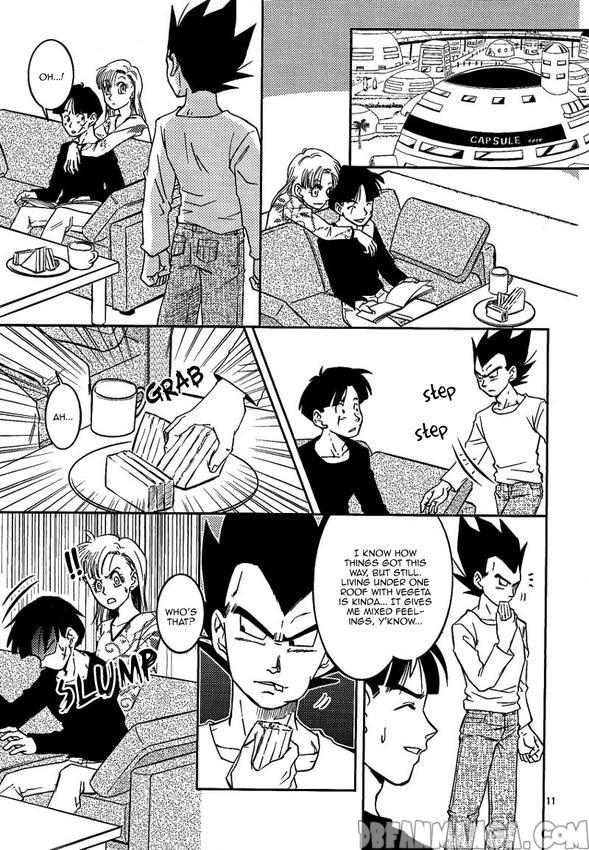 CAPSULE CORP
OH...!
step
step
GRAB
AH...
I KNOW HOW
THINGS GOT THIS
WAY, BUT STILL.
LIVING UNDER ONE
ROOF WITH VEGETA
IS KINDA... IT GIVES
ME MIXED FEEL-
INGS, Y'KNOW...
WHO'S
THAT?
!!
SLUMP
11
DBFANMANGA.COM